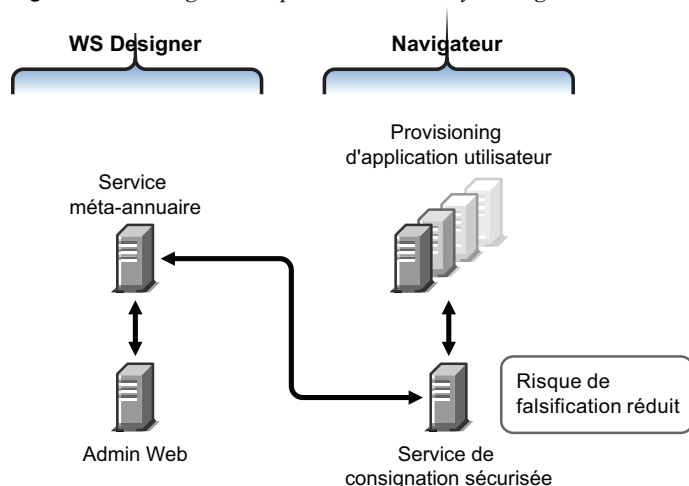 WS Designer
Navigateur
Provisioning
d'application utilisateur
Service
méta-annuaire
Risque de
falsification réduit
Admin Web
Service de
consignation sécurisée